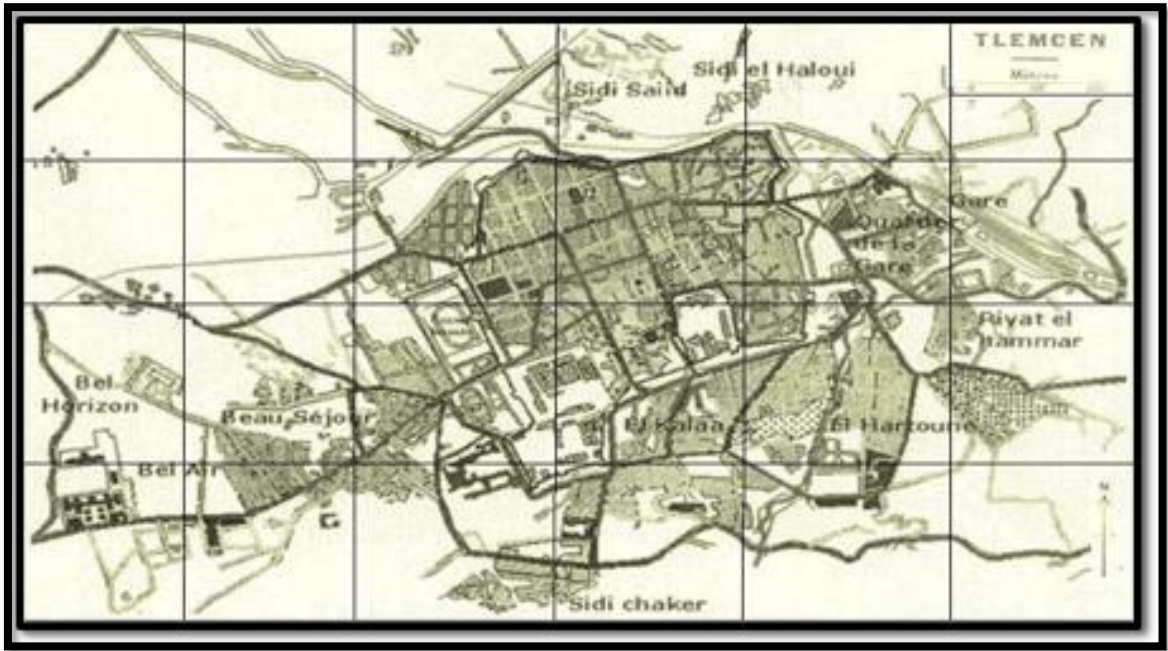 TLEMCEN
Mètres
Sidi el Haloui
Sidi Saiid
Gare
Quartier
de la
Gare
Riyat el
hammar
Bel
Horizon
Beau Séjour
El Kalaa
El Hartoune
Bel Air
N
Sidi chaker